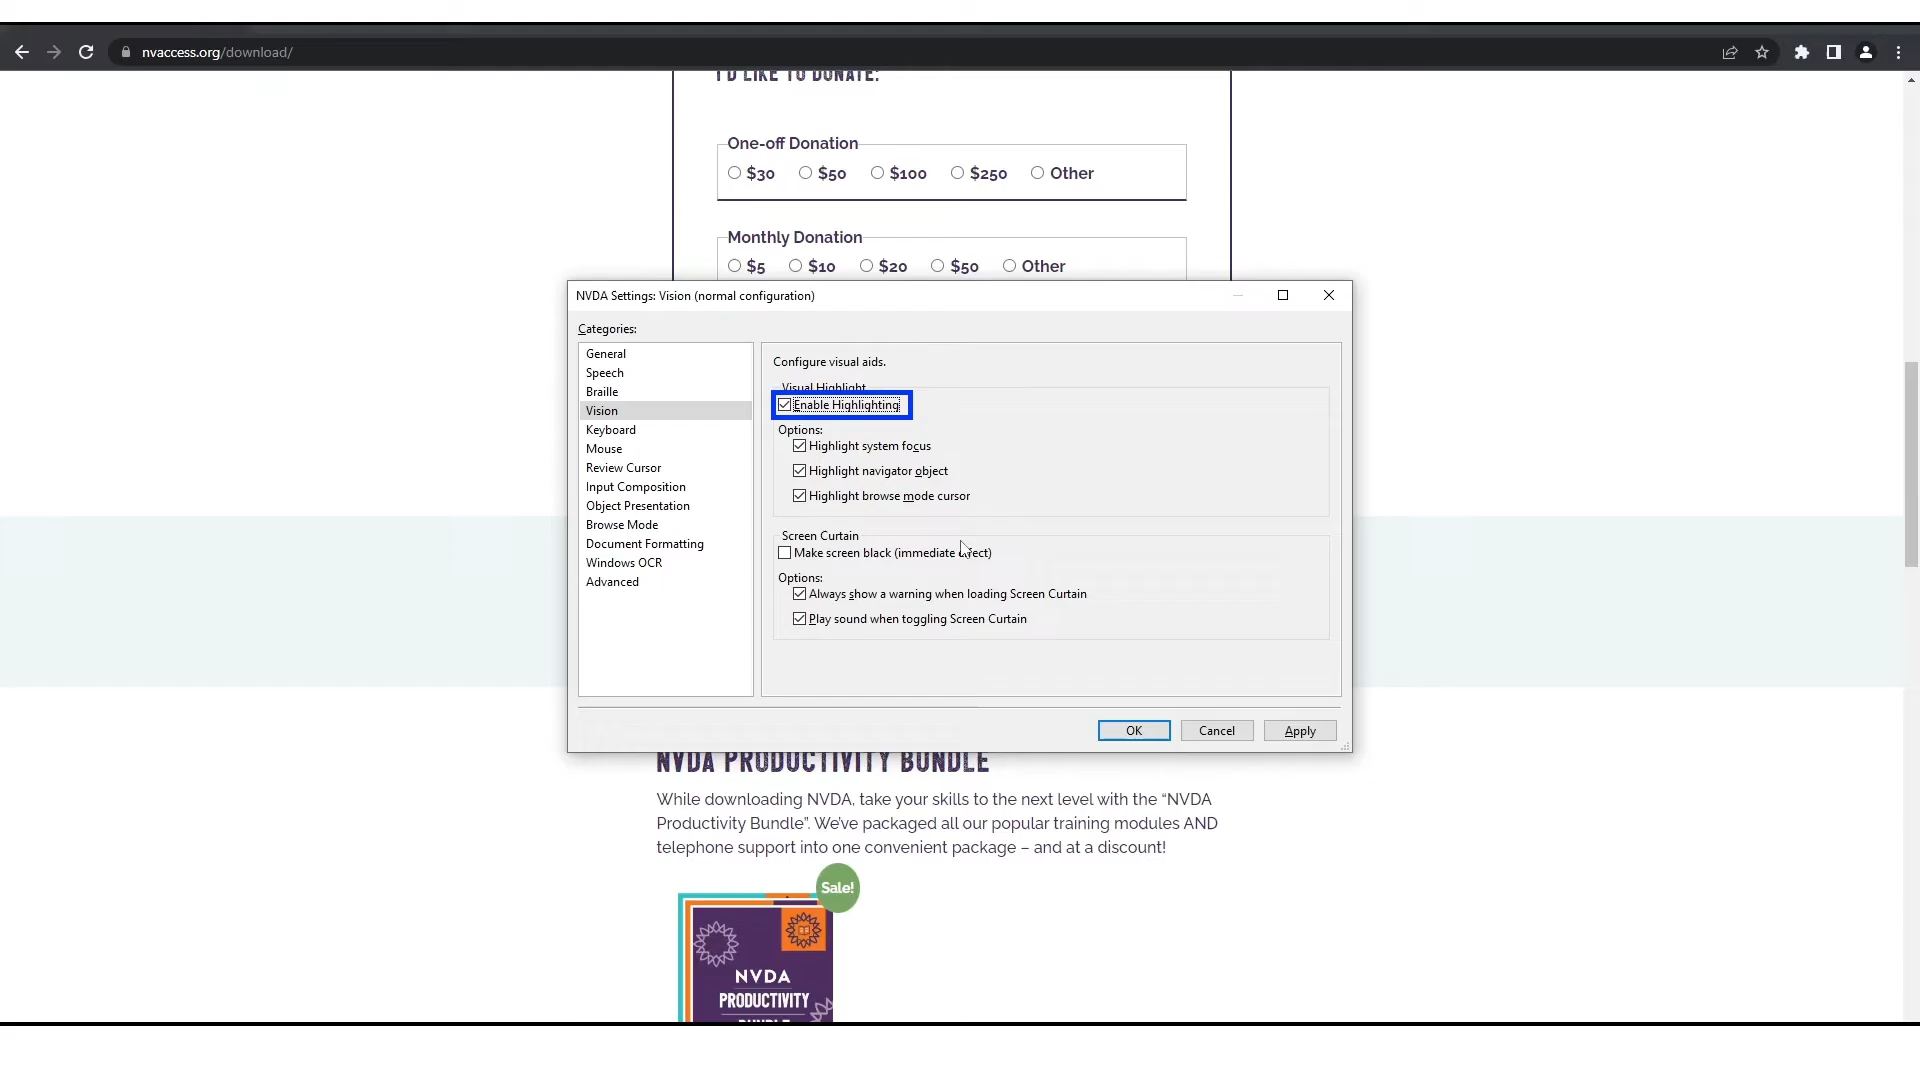 nvaccess.org/download/
I'D LIKE TO DONATE:
One-off Donation
$30 $50 $100 $250 Other
Monthly Donation
$5 $10 $20 $50 Other
NVDA Settings: Vision (normal configuration)
Categories:
General
Speech
Braille
Vision
Keyboard
Mouse
Review Cursor
Input Composition
Object Presentation
Browse Mode
Document Formatting
Windows OCR
Advanced
Configure visual aids.
Visual Highlight
Enable Highlighting
Options:
Highlight system focus
Highlight navigator object
Highlight browse mode cursor
Screen Curtain
Make screen black (immediate effect)
Options:
Always show a warning when loading Screen Curtain
Play sound when toggling Screen Curtain
OK Cancel Apply
NVDA PRODUCTIVITY BUNDLE
While downloading NVDA, take your skills to the next level with the “NVDA
Productivity Bundle”. We’ve packaged all our popular training modules AND
telephone support into one convenient package – and at a discount!
Sale!
NVDA
PRODUCTIVITY
BUNDLE